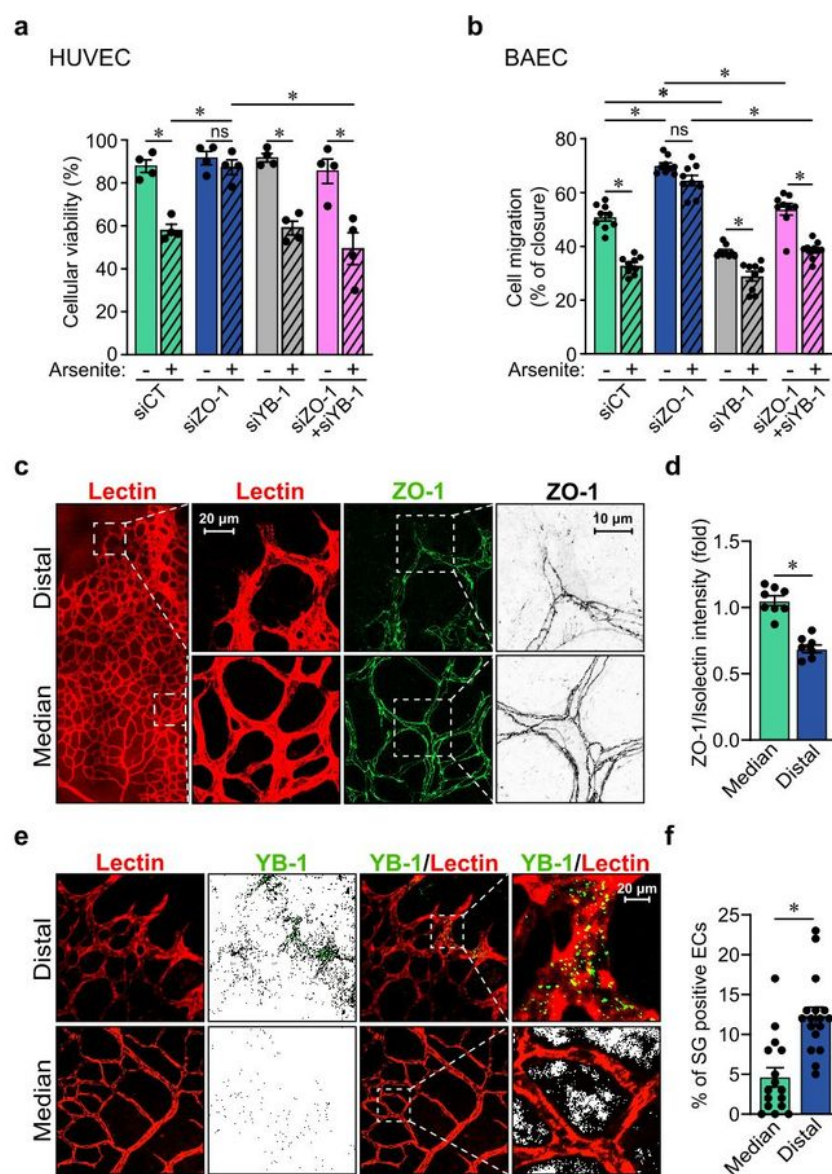 a
HUVEC
Cellular viability (%)
100
80
60
40
20
0
*
*
ns
*
*
*
Arsenite:
- + - + - + - +
siCT
siZO-1
siYB-1
siZO-1
+siYB-1
b
BAEC
Cell migration
(% of closure)
80
60
40
20
0
*
*
*
*
ns
*
*
*
Arsenite:
- + - + - + - +
siCT
siZO-1
siYB-1
siZO-1
+siYB-1
c
Lectin Lectin ZO-1 ZO-1
20 µm
10 µm
Distal
Median
d
ZO-1/Isolectin intensity (fold)
1.5
1.0
0.5
0.0
*
Median
Distal
e
Lectin YB-1 YB-1/Lectin YB-1/Lectin
20 µm
Distal
Median
f
% of SG positive ECs
25
20
15
10
5
0
*
Median
Distal